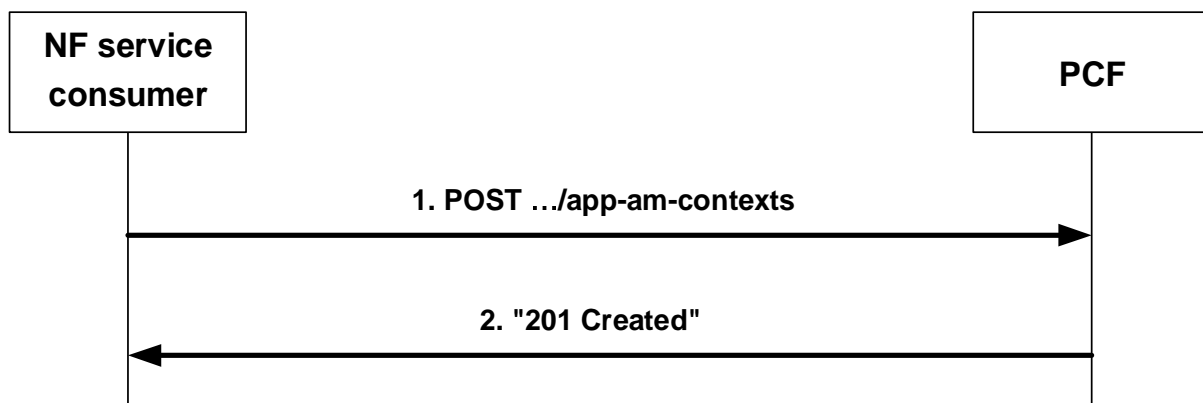 NF service
consumer
PCF
1. POST …/app-am-contexts
2. "201 Created"